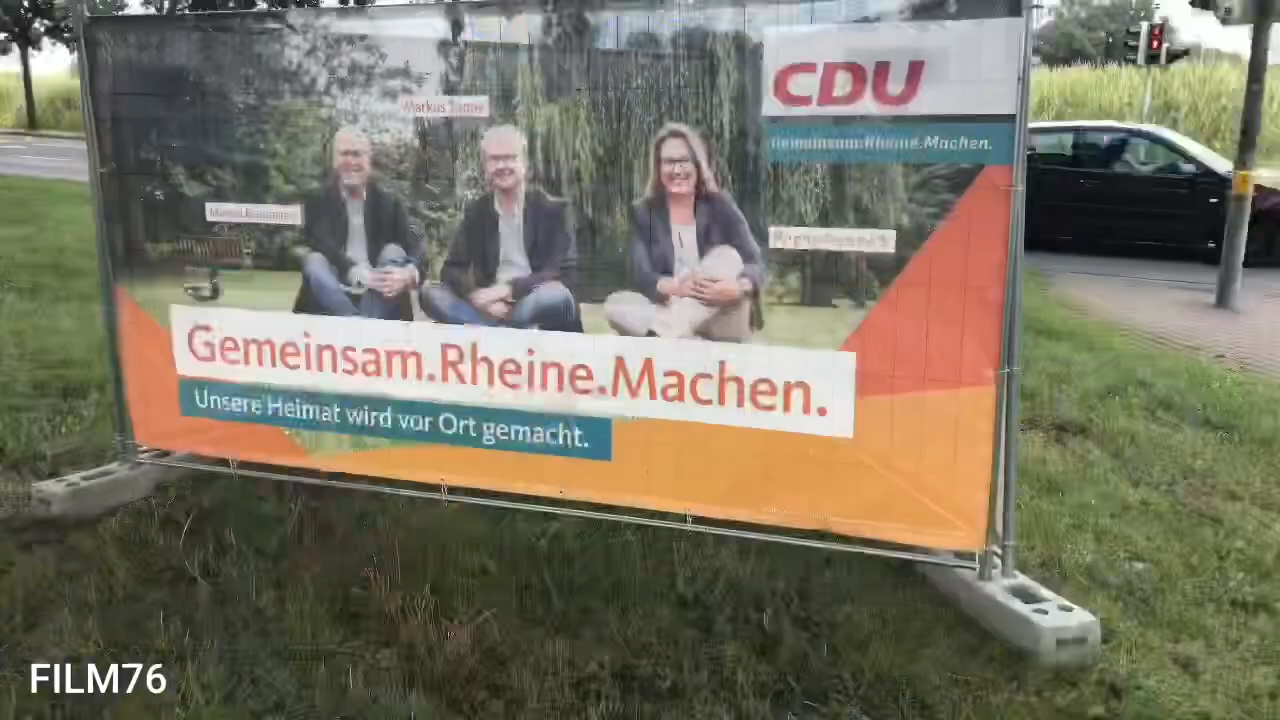 CDU
Gemeinsam.Rheine.Machen.
Markus
Gemeinsam.Rheine.Machen.
Unsere Heimat wird vor Ort gemacht.
FILM76